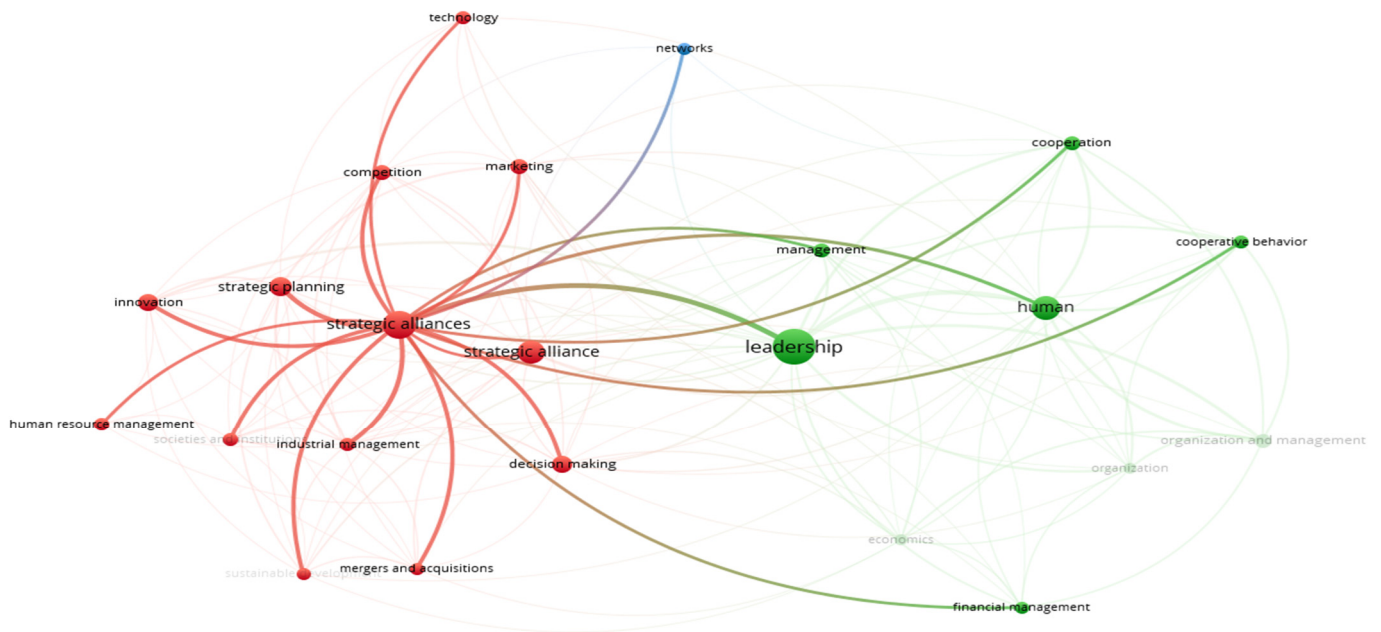 technology
networks
cooperation
marketing
competition
cooperative behavior
management
strategic planning
innovation
human
strategic alliances
leadership
strategic alliance
human resource management
societies and institutions
industrial management
organization and management
decision making
organization
economics
mergers and acquisitions
sustainable development
financial management